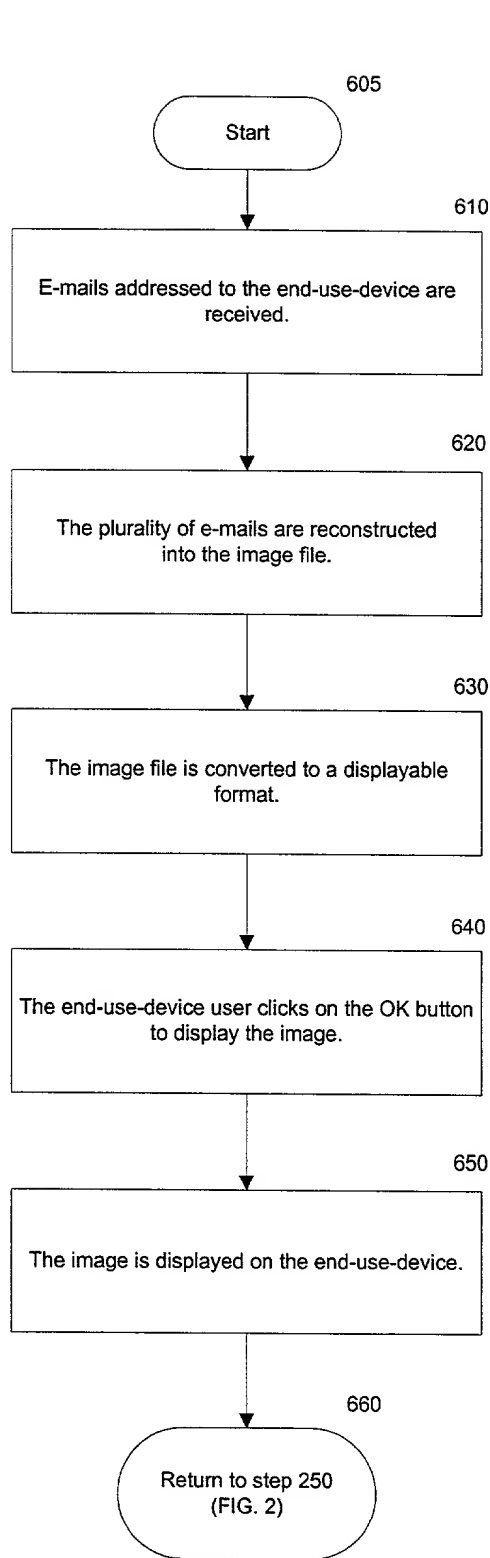 605
Start
610
E-mails addressed to the end-use-device are
received.
620
The plurality of e-mails are reconstructed
into the image file.
630
The image file is converted to a displayable
format.
640
The end-use-device user clicks on the OK button
to display the image.
650
The image is displayed on the end-use-device.
660
Return to step 250
(FIG. 2)